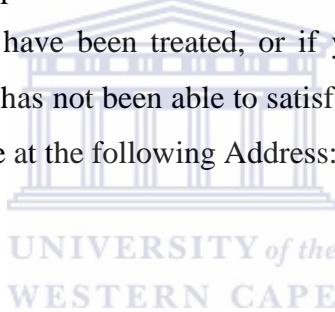 have been treated, or if y
has not been able to satisf
e at the following Address:
UNIVERSITY of the
WESTERN CAPE